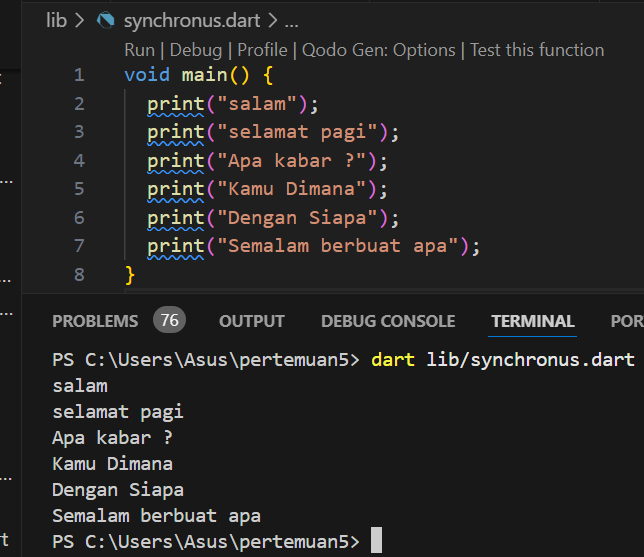 lib > synchronus.dart > ...
Run | Debug | Profile | Qodo Gen: Options | Test this function
1 void main() {
2 print("salam");
3 print("selamat pagi");
4 print("Apa kabar ?");
5 print("Kamu Dimana");
6 print("Dengan Siapa");
7 print("Semalam berbuat apa");
8 }
PROBLEMS 76 OUTPUT DEBUG CONSOLE TERMINAL POR
PS C:\Users\Asus\pertemuan5> dart lib/synchronus.dart
salam
selamat pagi
Apa kabar ?
Kamu Dimana
Dengan Siapa
Semalam berbuat apa
PS C:\Users\Asus\pertemuan5>